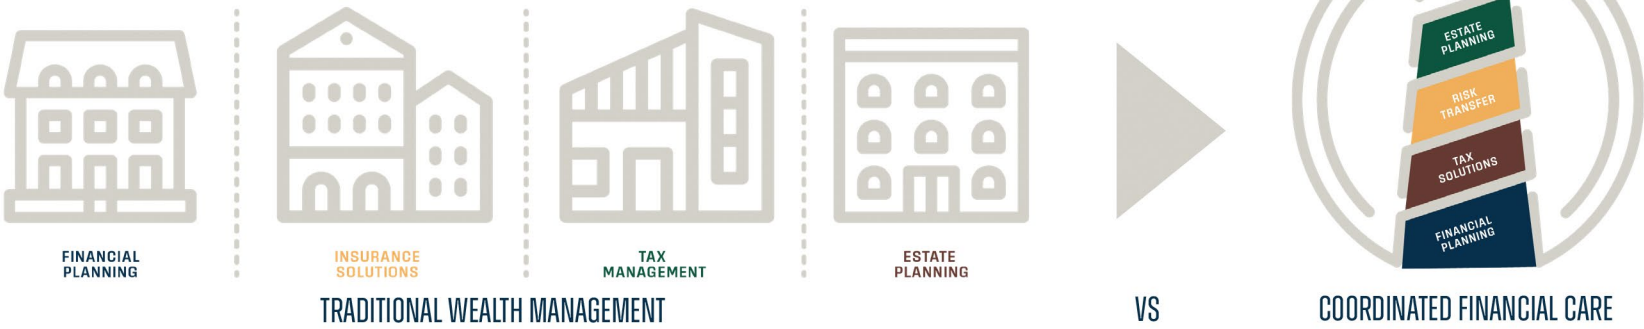 FINANCIAL
PLANNING
INSURANCE
SOLUTIONS
TAX
MANAGEMENT
ESTATE
PLANNING
TRADITIONAL WEALTH MANAGEMENT
VS
ESTATE
PLANNING
RISK
TRANSFER
TAX
SOLUTIONS
FINANCIAL
PLANNING
COORDINATED FINANCIAL CARE